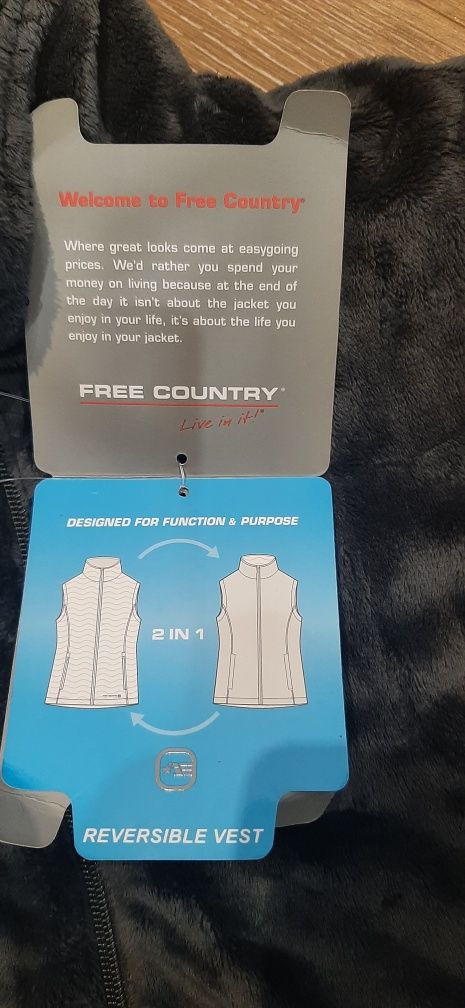 Welcome to Free Country®
Where great looks come at easygoing
prices. We'd rather you spend your
money on living because at the end of
the day it isn't about the jacket you
enjoy in your life, it's about the life you
enjoy in your jacket.
FREE COUNTRY®
Live in it!®
DESIGNED FOR FUNCTION & PURPOSE
2 IN 1
REVERSIBLE VEST